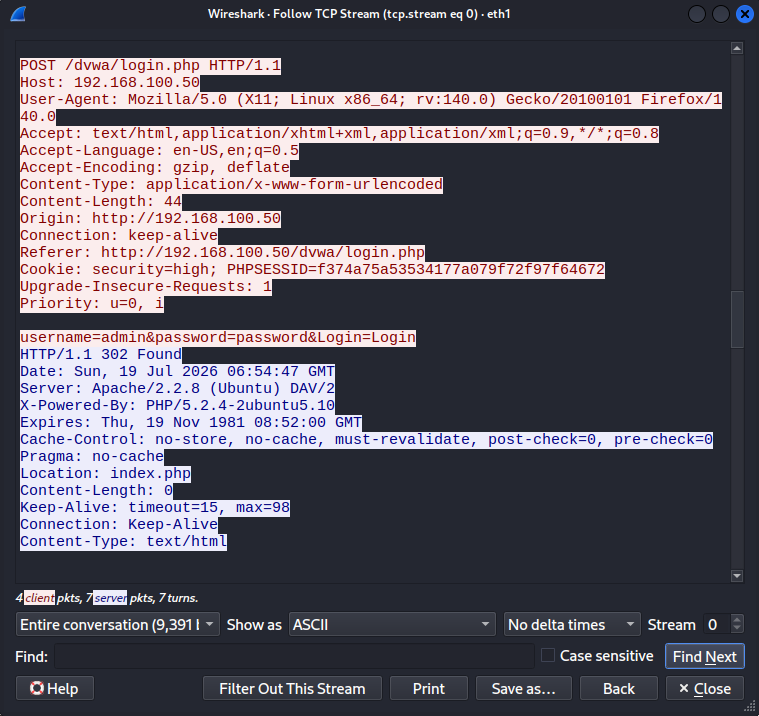 Wireshark · Follow TCP Stream (tcp.stream eq 0) · eth1
POST /dvwa/login.php HTTP/1.1
Host: 192.168.100.50
User-Agent: Mozilla/5.0 (X11; Linux x86_64; rv:140.0) Gecko/20100101 Firefox/1
40.0
Accept: text/html,application/xhtml+xml,application/xml;q=0.9,*/*;q=0.8
Accept-Language: en-US,en;q=0.5
Accept-Encoding: gzip, deflate
Content-Type: application/x-www-form-urlencoded
Content-Length: 44
Origin: http://192.168.100.50
Connection: keep-alive
Referer: http://192.168.100.50/dvwa/login.php
Cookie: security=high; PHPSESSID=f374a75a53534177a079f72f97f64672
Upgrade-Insecure-Requests: 1
Priority: u=0, i
username=admin&password=password&Login=Login
HTTP/1.1 302 Found
Date: Sun, 19 Jul 2026 06:54:47 GMT
Server: Apache/2.2.8 (Ubuntu) DAV/2
X-Powered-By: PHP/5.2.4-2ubuntu5.10
Expires: Thu, 19 Nov 1981 08:52:00 GMT
Cache-Control: no-store, no-cache, must-revalidate, post-check=0, pre-check=0
Pragma: no-cache
Location: index.php
Content-Length: 0
Keep-Alive: timeout=15, max=98
Connection: Keep-Alive
Content-Type: text/html
4 client pkts, 7 server pkts, 7 turns.
Entire conversation (9,391 b Show as ASCII No delta times Stream 0
Find: Case sensitive Find Next
Help Filter Out This Stream Print Save as… Back × Close